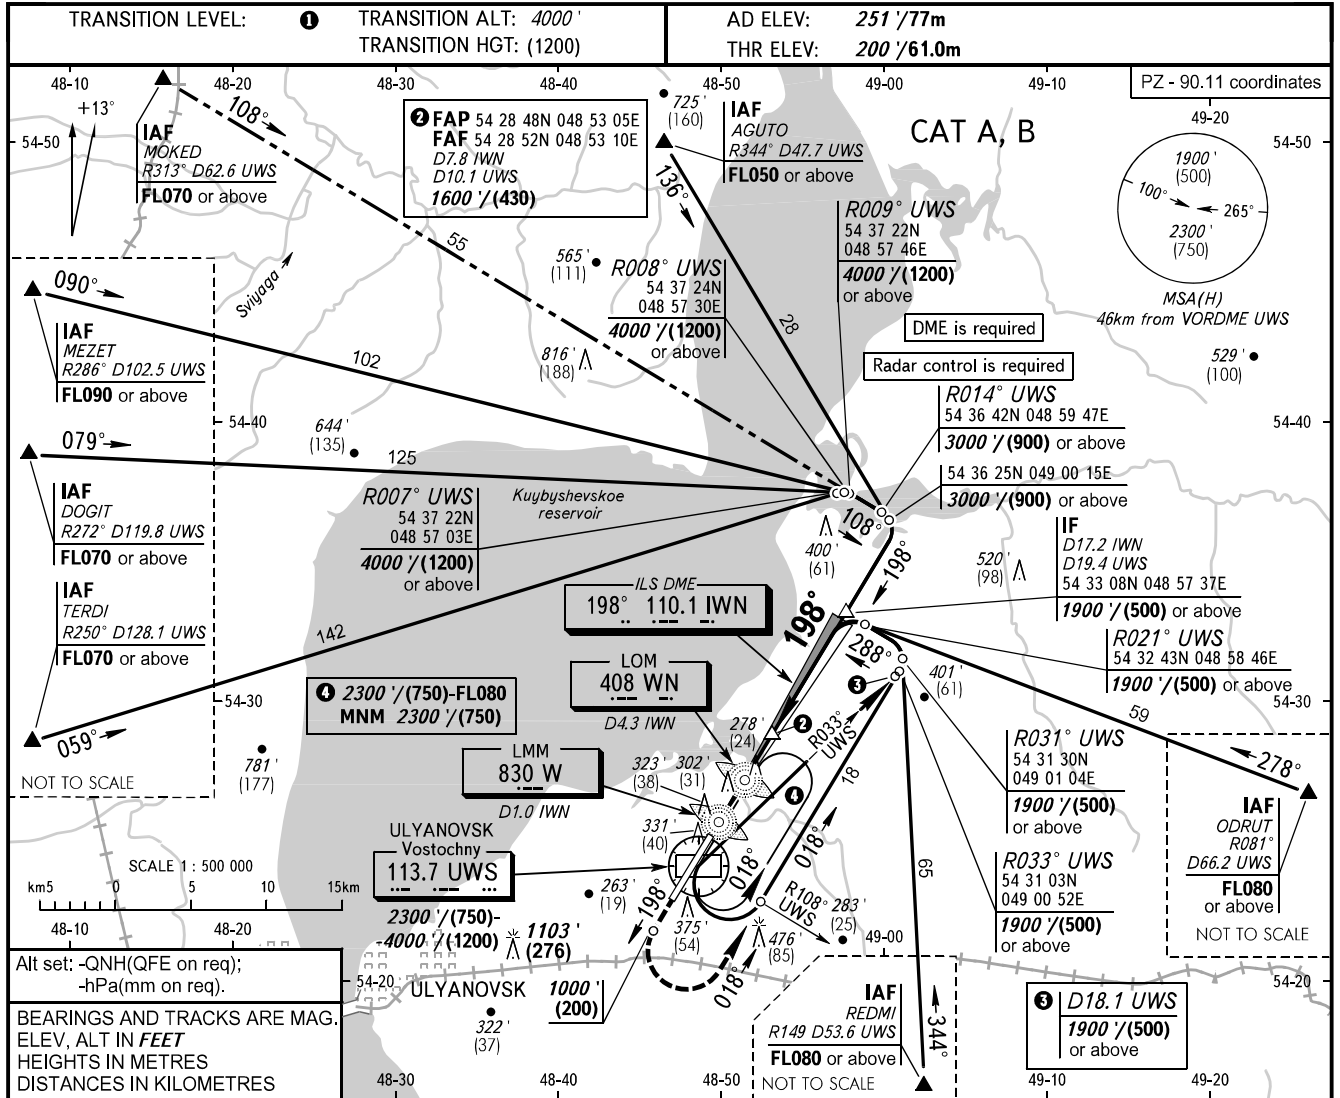 TRANSITION LEVEL: ❶ TRANSITION ALT: 4000'
TRANSITION HGT: (1200)
AD ELEV: 251'/77m
THR ELEV: 200'/61.0m
48-10 48-20 48-30 48-40 48-50 49-00 49-10
PZ - 90.11 coordinates
49-20
+13°
54-50
108°
IAF
MOKED
R313° D62.6 UWS
FL070 or above
❷ FAP 54 28 48N 048 53 05E
FAF 54 28 52N 048 53 10E
D7.8 IWN
D10.1 UWS
1600'/(430)
725'
(160)
IAF
AGUTO
R344° D47.7 UWS
FL050 or above
136°
CAT A, B
54-50
1900'
(500)
100°
265°
2300'
(750)
MSA(H)
46km from VORDME UWS
R009° UWS
54 37 22N
048 57 46E
4000'/(1200)
or above
55
Sviyaga
565'
(111)
R008° UWS
54 37 24N
048 57 30E
4000'/(1200)
or above
28
DME is required
Radar control is required
529'
(100)
090°
IAF
MEZET
R286° D102.5 UWS
FL090 or above
102
816'
(188)
R014° UWS
54 36 42N 048 59 47E
3000'/(900) or above
54 36 25N 049 00 15E
3000'/(900) or above
54-40
54-40
644'
(135)
079°
125
IAF
DOGIT
R272° D119.8 UWS
FL070 or above
R007° UWS
54 37 22N
048 57 03E
4000'/(1200)
or above
Kuybyshevskoe
reservoir
108°
400'
(61)
198°
520'
(98)
IF
D17.2 IWN
D19.4 UWS
54 33 08N 048 57 37E
1900'/(500) or above
IAF
TERDI
R250° D128.1 UWS
FL070 or above
142
ILS DME
198° 110.1 IWN
198°
288°
R021° UWS
54 32 43N 048 58 46E
1900'/(500) or above
LOM
408 WN
D4.3 IWN
❸
401'
(61)
54-30
54-30
❹ 2300'/(750)-FL080
MNM 2300'/(750)
059°
NOT TO SCALE
781'
(177)
278'
(24)
❷
R033°
UWS
18
59
278°
R031° UWS
54 31 30N
049 01 04E
1900'/(500)
or above
LMM
830 W
D1.0 IWN
323'
(38)
302'
(31)
❹
IAF
ODRUT
R081°
D66.2 UWS
FL080
or above
NOT TO SCALE
331'
(40)
ULYANOVSK
Vostochny
113.7 UWS
018°
018°
65
R033° UWS
54 31 03N
049 00 52E
1900'/(500)
or above
SCALE 1 : 500 000
km5 0 5 10 15km
48-10 48-20
263'
(19)
198°
R108°
UWS
283'
(25)
2300'/(750)-
-4000'/(1200)
1103'
(276)
375'
(54)
476'
(85)
49-00
Alt set: -QNH(QFE on req);
-hPa(mm on req).
54-20
54-20
ULYANOVSK
322'
(37)
1000'
(200)
018°
IAF
REDMI
R149 D53.6 UWS
FL080 or above
NOT TO SCALE
344°
❸ D18.1 UWS
1900'/(500)
or above
BEARINGS AND TRACKS ARE MAG.
ELEV, ALT IN FEET
HEIGHTS IN METRES
DISTANCES IN KILOMETRES
48-30 48-40 48-50 49-10 49-20